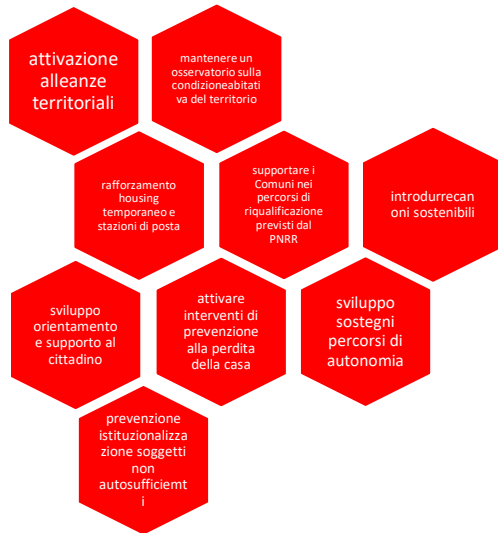 attivazione
alleanze
territoriali
mantenere un
osservatorio sulla
condizioneabitati
va del territorio
rafforzamento
housing
temporaneo e
stazioni di posta
supportare i
Comuni nei
percorsi di
riqualificazione
previsti dal
PNRR
introdurrecan
oni sostenibili
sviluppo
orientamento
e supporto al
cittadino
attivare
interventi di
prevenzione
alla perdita
della casa
sviluppo
sostegni
percorsi di
autonomia
prevenzione
istituzionalizza
zione soggetti
non
autosufficiemt
i